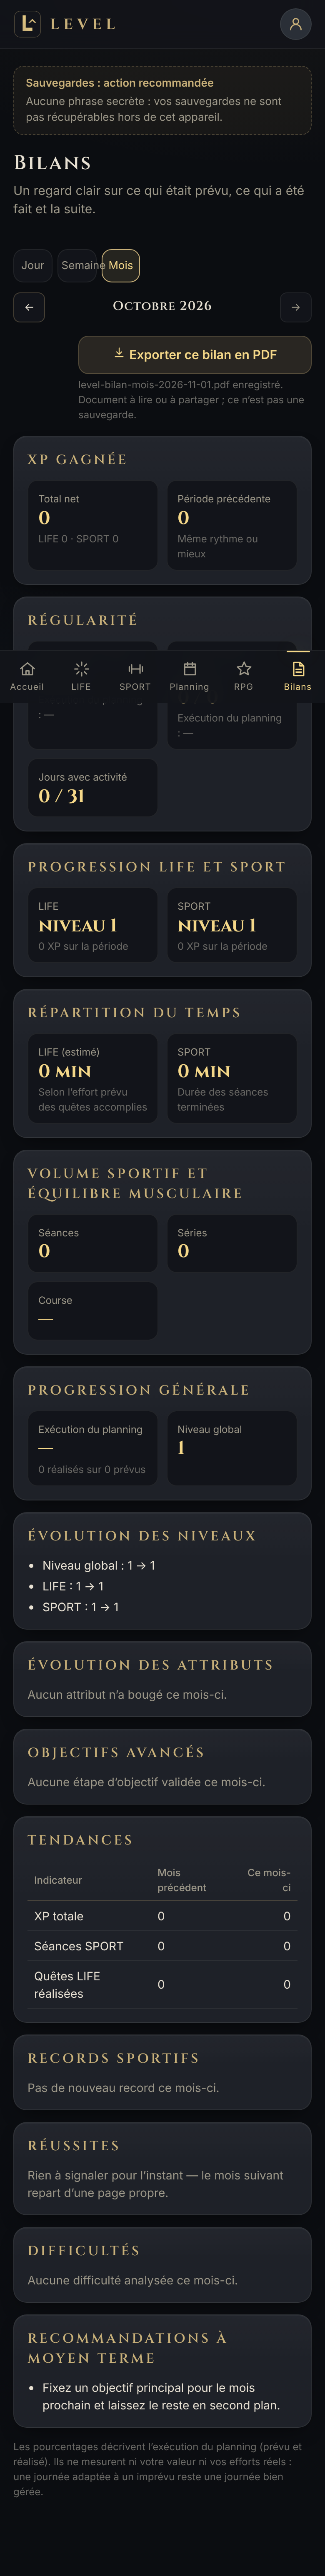 LEVEL
Sauvegardes : action recommandée
Aucune phrase secrète : vos sauvegardes ne sont
pas récupérables hors de cet appareil.
Bilans
Un regard clair sur ce qui était prévu, ce qui a été
fait et la suite.
Jour Semaine Mois
← Octobre 2026 →
Exporter ce bilan en PDF
level-bilan-mois-2026-11-01.pdf enregistré.
Document à lire ou à partager ; ce n’est pas une
sauvegarde.
XP GAGNÉE
Total net
0
LIFE 0 · SPORT 0
Période précédente
0
Même rythme ou
mieux
RÉGULARITÉ
Accueil LIFE SPORT Planning RPG Bilans
: —
Exécution du planning
: —
Jours avec activité
0 / 31
PROGRESSION LIFE ET SPORT
LIFE
NIVEAU 1
0 XP sur la période
SPORT
NIVEAU 1
0 XP sur la période
RÉPARTITION DU TEMPS
LIFE (estimé)
0 MIN
Selon l’effort prévu
des quêtes accomplies
SPORT
0 MIN
Durée des séances
terminées
VOLUME SPORTIF ET
ÉQUILIBRE MUSCULAIRE
Séances
0
Séries
0
Course
—
PROGRESSION GÉNÉRALE
Exécution du planning
—
0 réalisés sur 0 prévus
Niveau global
1
ÉVOLUTION DES NIVEAUX
• Niveau global : 1 → 1
• LIFE : 1 → 1
• SPORT : 1 → 1
ÉVOLUTION DES ATTRIBUTS
Aucun attribut n’a bougé ce mois-ci.
OBJECTIFS AVANCÉS
Aucune étape d’objectif validée ce mois-ci.
TENDANCES
Indicateur Mois précédent Ce mois-ci
XP totale 0 0
Séances SPORT 0 0
Quêtes LIFE réalisées 0 0
RECORDS SPORTIFS
Pas de nouveau record ce mois-ci.
RÉUSSITES
Rien à signaler pour l’instant — le mois suivant
repart d’une page propre.
DIFFICULTÉS
Aucune difficulté analysée ce mois-ci.
RECOMMANDATIONS À
MOYEN TERME
• Fixez un objectif principal pour le mois
prochain et laissez le reste en second plan.
Les pourcentages décrivent l’exécution du planning (prévu et
réalisé). Ils ne mesurent ni votre valeur ni vos efforts réels :
une journée adaptée à un imprévu reste une journée bien
gérée.